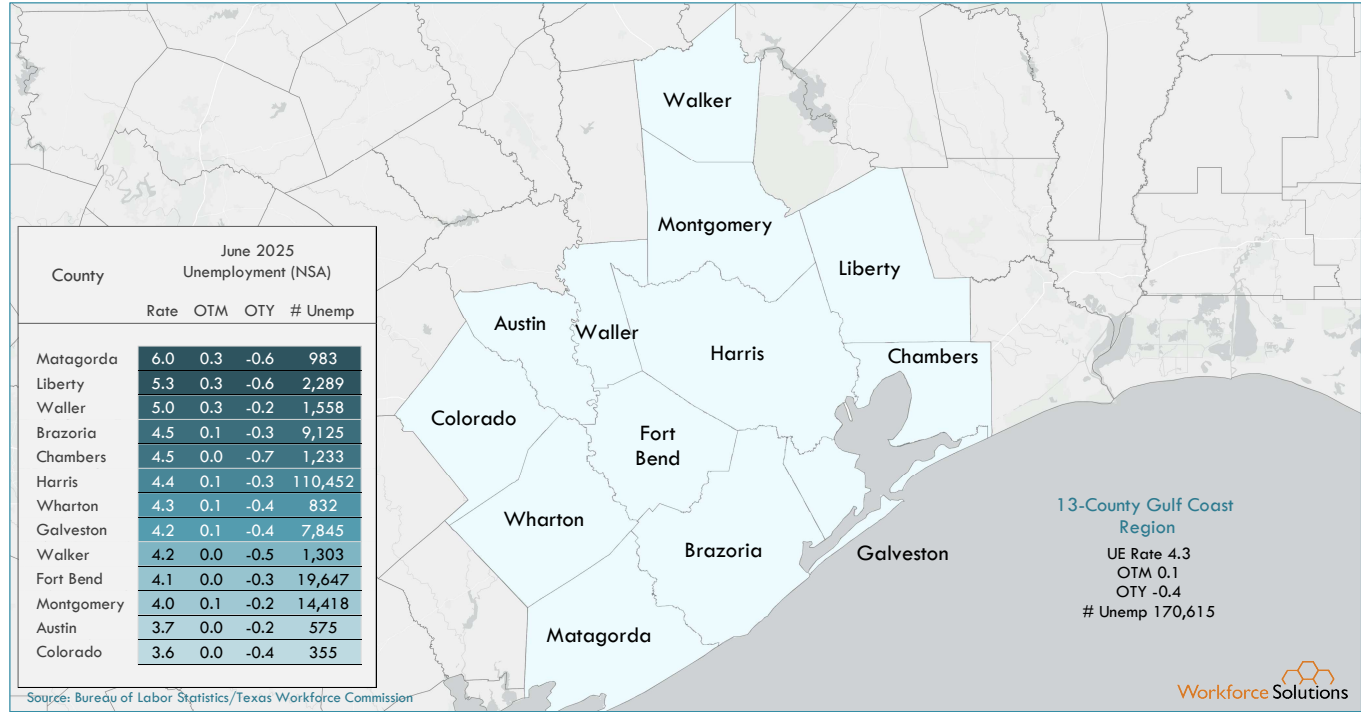 Walker
Montgomery
Liberty
Austin
Waller
Harris
Chambers
Colorado
Fort
Bend
Wharton
Brazoria
Galveston
Matagorda
County
June 2025
Unemployment (NSA)
Rate OTM OTY # Unemp
Matagorda 6.0 0.3 -0.6 983
Liberty 5.3 0.3 -0.6 2,289
Waller 5.0 0.3 -0.2 1,558
Brazoria 4.5 0.1 -0.3 9,125
Chambers 4.5 0.0 -0.7 1,233
Harris 4.4 0.1 -0.3 110,452
Wharton 4.3 0.1 -0.4 832
Galveston 4.2 0.1 -0.4 7,845
Walker 4.2 0.0 -0.5 1,303
Fort Bend 4.1 0.0 -0.3 19,647
Montgomery 4.0 0.1 -0.2 14,418
Austin 3.7 0.0 -0.2 575
Colorado 3.6 0.0 -0.4 355
13-County Gulf Coast
Region
UE Rate 4.3
OTM 0.1
OTY -0.4
# Unemp 170,615
Source: Bureau of Labor Statistics/Texas Workforce Commission
Workforce Solutions